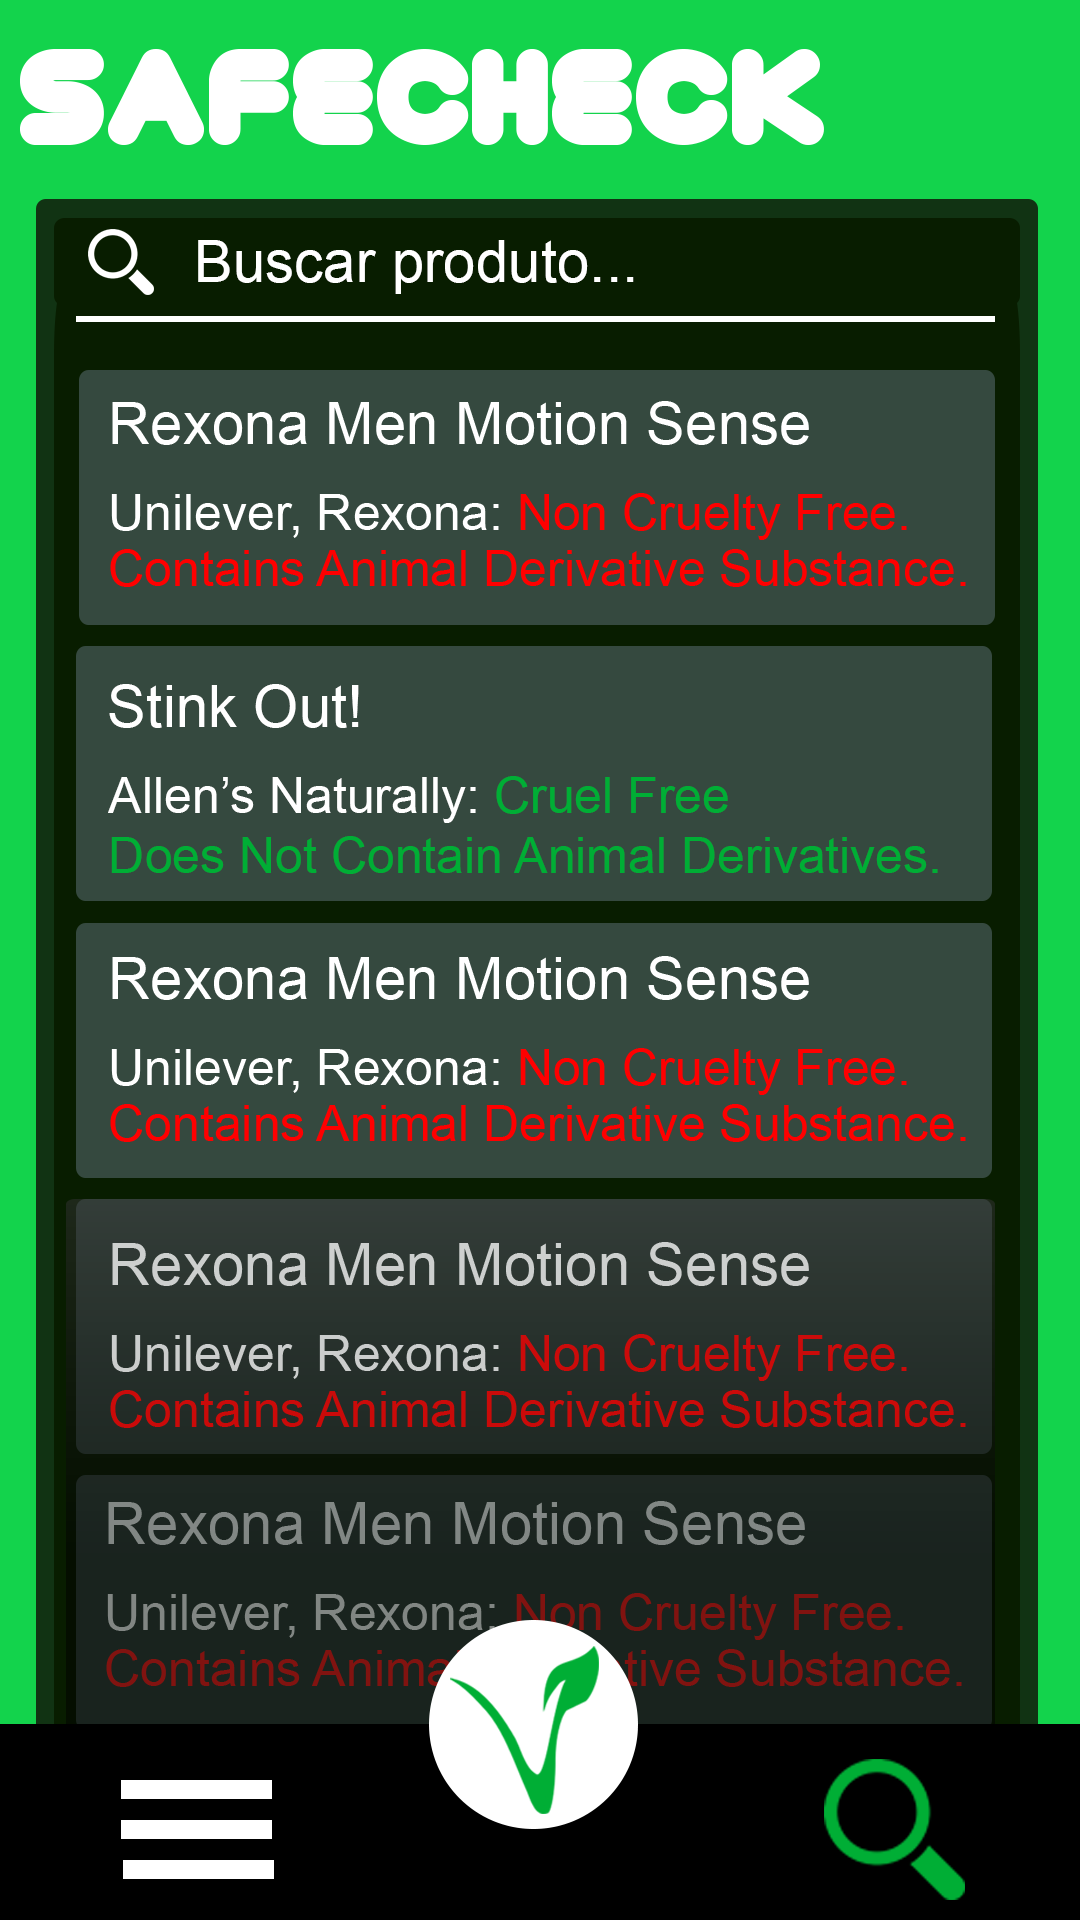 SAFECHECK
Buscar produto...
Rexona Men Motion Sense
Unilever, Rexona: Non Cruelty Free.
Contains Animal Derivative Substance.
Stink Out!
Allen’s Naturally: Cruel Free
Does Not Contain Animal Derivatives.
Rexona Men Motion Sense
Unilever, Rexona: Non Cruelty Free.
Contains Animal Derivative Substance.
Rexona Men Motion Sense
Unilever, Rexona: Non Cruelty Free.
Contains Animal Derivative Substance.
Rexona Men Motion Sense
Unilever, Rexona: Non Cruelty Free.
Contains Substance.